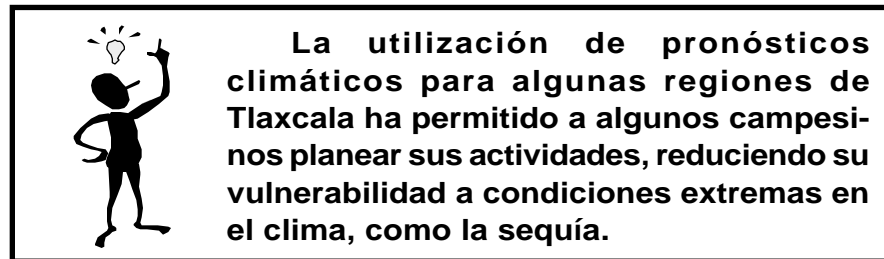 La utilización de pronósticos
climáticos para algunas regiones de
Tlaxcala ha permitido a algunos campesi-
nos planear sus actividades, reduciendo su
vulnerabilidad a condiciones extremas en
el clima, como la sequía.